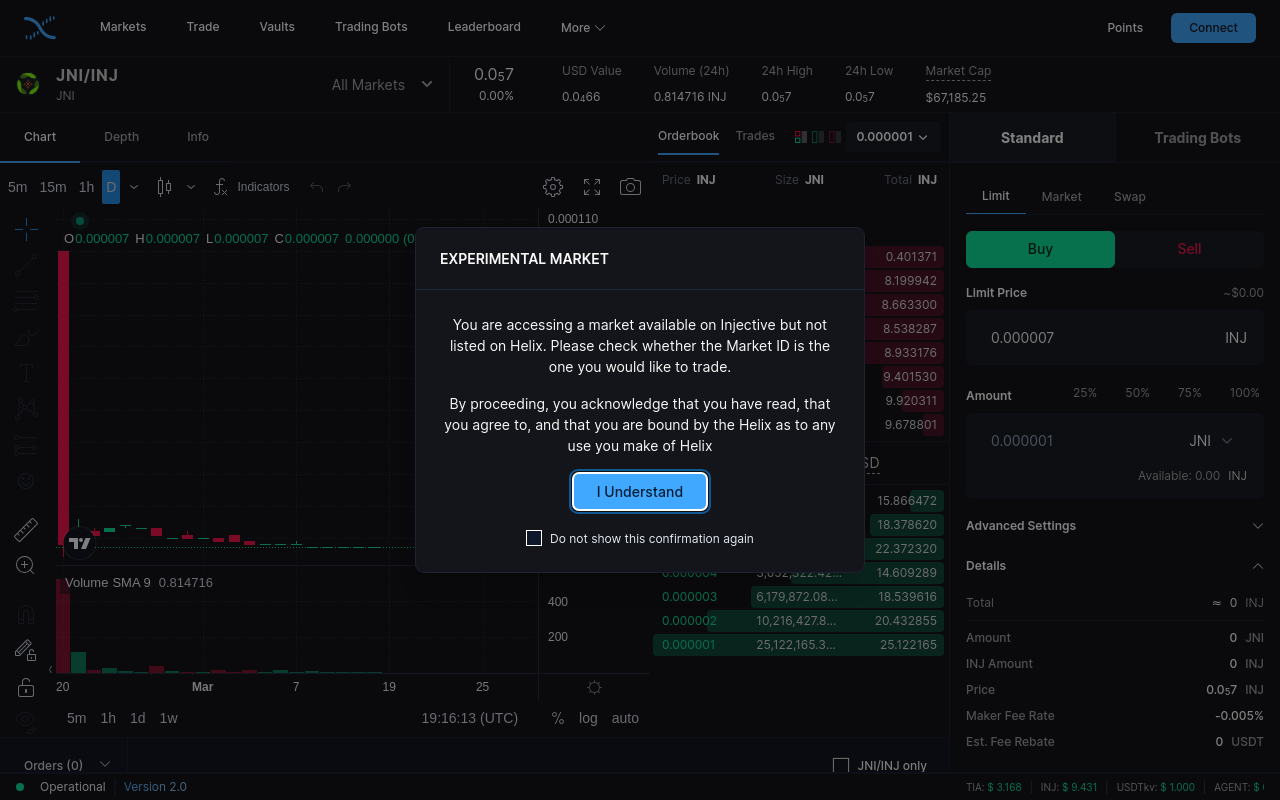 Markets Trade Vaults Trading Bots Leaderboard More Points Connect
JNI/INJ
JNI
All Markets
0.0₅7
0.00%
USD Value
0.0₄66
Volume (24h)
0.814716 INJ
24h High
0.0₅7
24h Low
0.0₅7
Market Cap
$67,185.25
Chart Depth Info
Orderbook Trades 0.000001
Standard Trading Bots
5m 15m 1h D Indicators
Price INJ Size JNI Total INJ
Limit Market Swap
0.000110
O0.000007 H0.000007 L0.000007 C0.000007 0.000000 (0
Buy Sell
0.401371
8.199942
8.663300
8.538287
8.933176
9.401530
9.920311
9.678801
EXPERIMENTAL MARKET
You are accessing a market available on Injective but not
listed on Helix. Please check whether the Market ID is the
one you would like to trade.
By proceeding, you acknowledge that you have read, that
you agree to, and that you are bound by the Helix as to any
use you make of Helix
I Understand
Do not show this confirmation again
SD
15.866472
18.378620
22.372320
0.000004 14.609289
0.000003 6,179,872.08... 18.539616
0.000002 10,216,427.8... 20.432855
0.000001 25,122,165.3... 25.122165
Limit Price ~$0.00
0.000007 INJ
Amount 25% 50% 75% 100%
0.000001 JNI
Available: 0.00 INJ
Advanced Settings
Details
Total ≈ 0 INJ
Amount 0 JNI
INJ Amount 0 INJ
Price 0.0₅7 INJ
Maker Fee Rate -0.005%
Est. Fee Rebate 0 USDT
Volume SMA 9 0.814716
400
200
20 Mar 7 19 25
5m 1h 1d 1w 19:16:13 (UTC) % log auto
Orders (0) JNI/INJ only
Operational Version 2.0
TIA: $ 3.168 INJ: $ 9.431 USDTkv: $ 1.000 AGENT: $